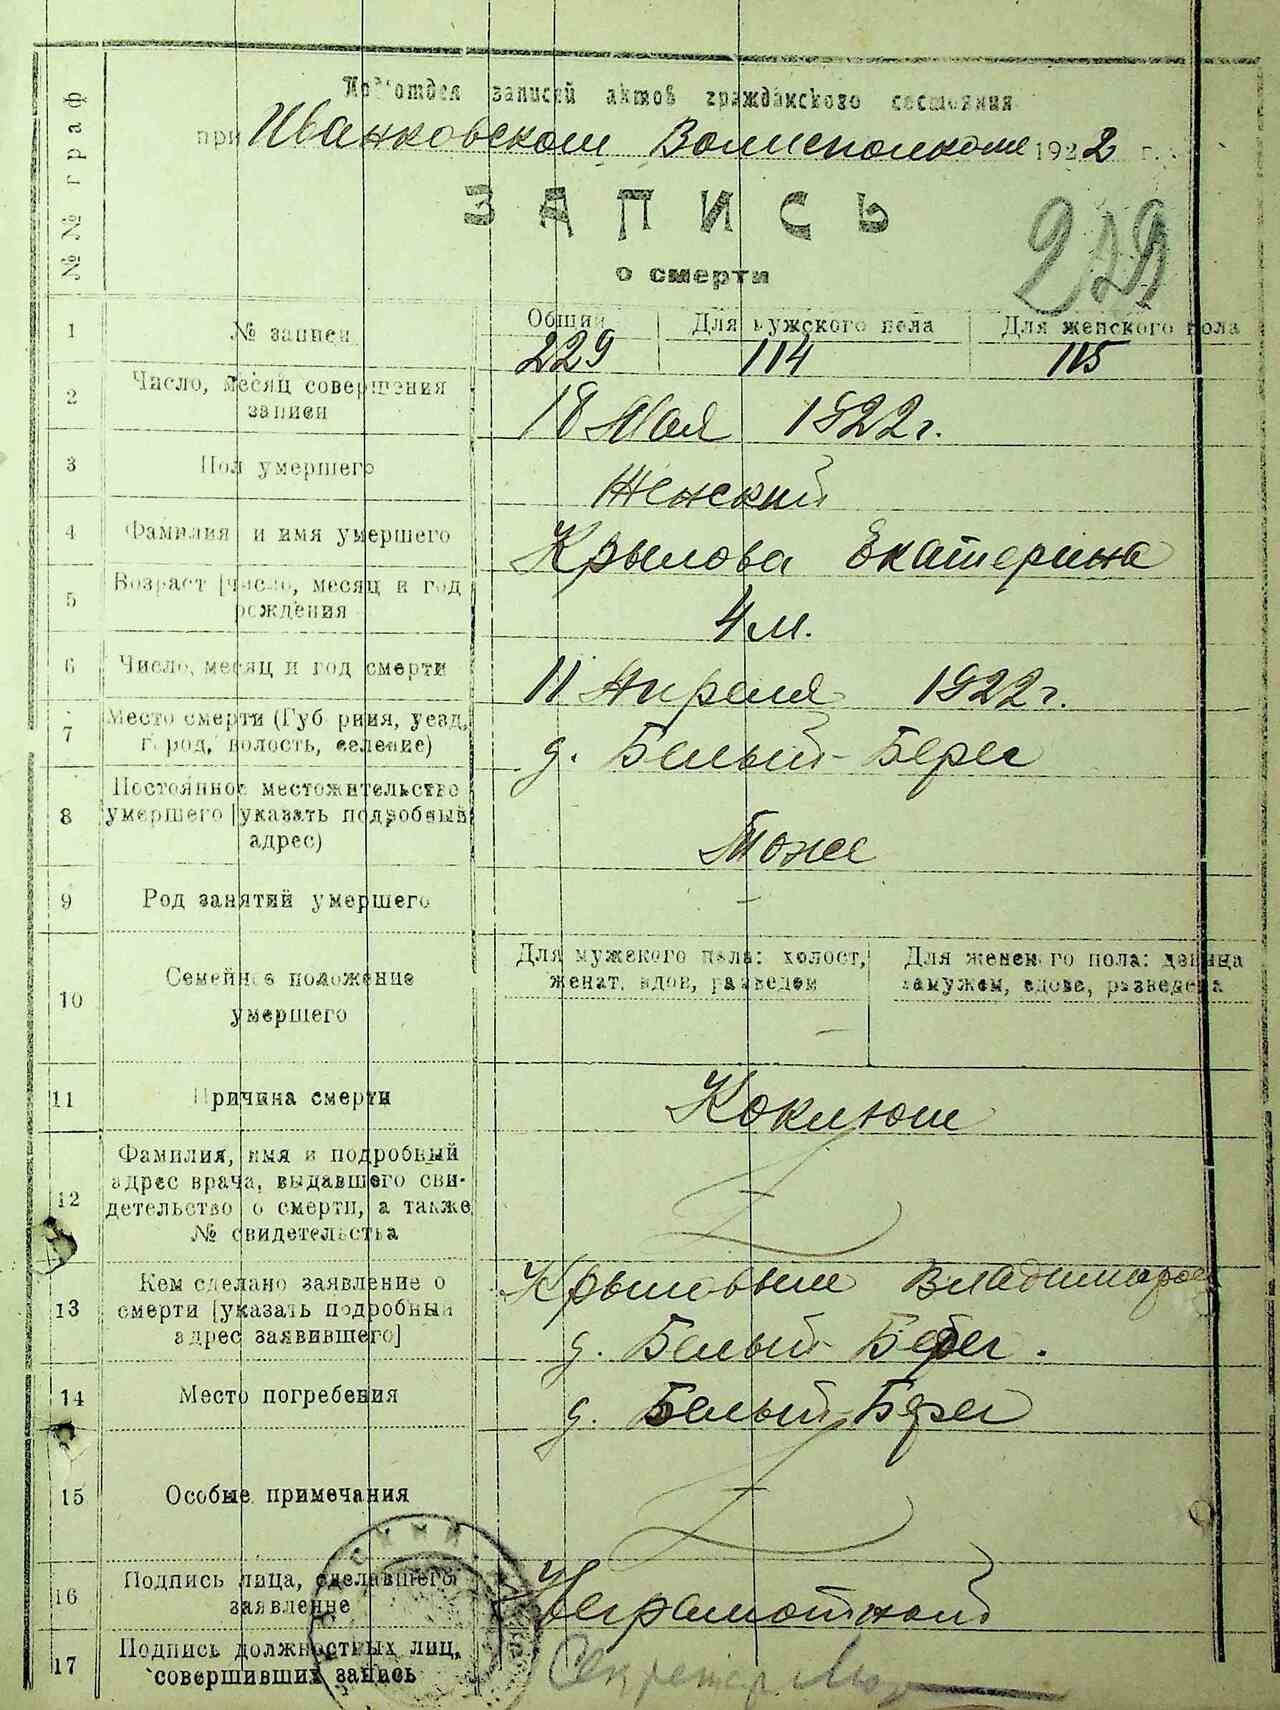 Подотдел записей актов гражданского состояния
при Иванковском Волисполкоме 1922 г.
№№ граф
ЗАПИСЬ
о смерти
229
1 № записи Общий Для мужского пола Для женского пола
229 114 115
2 Число, месяц совершения
записи
18 Мая 1922 г.
3 Пол умершего Женский
4 Фамилия и имя умершего Крылова Екатерина
5 Возраст [число, месяц и год
рождения
4 м.
6 Число, месяц и год смерти 11 Апреля 1922 г.
7 Место смерти (Губерния, уезд,
город, волость, селение)
д. Белый-Берег
8 Постоянное местожительство
умершего [указать подробный
адрес)
Тоже
9 Род занятий умершего –
10 Семейное положение
умершего
Для мужского пола: холост,
женат, вдов, разведен
Для женского пола: девица
замужем, вдова, разведена
–
11 Причина смерти Коклюш
12 Фамилия, имя и подробный
адрес врача, выдавшего сви-
детельство о смерти, а также
№ свидетельства
13 Кем сделано заявление о
смерти [указать подробный
адрес заявившего]
Крыловым Владимиром
д. Белый-Берег.
14 Место погребения д. Белый-Берег
15 Особые примечания
16 Подпись лица, сделавшего
заявление
Неграмотной
17 Подпись должностных лиц,
совершивших запись
Секретар